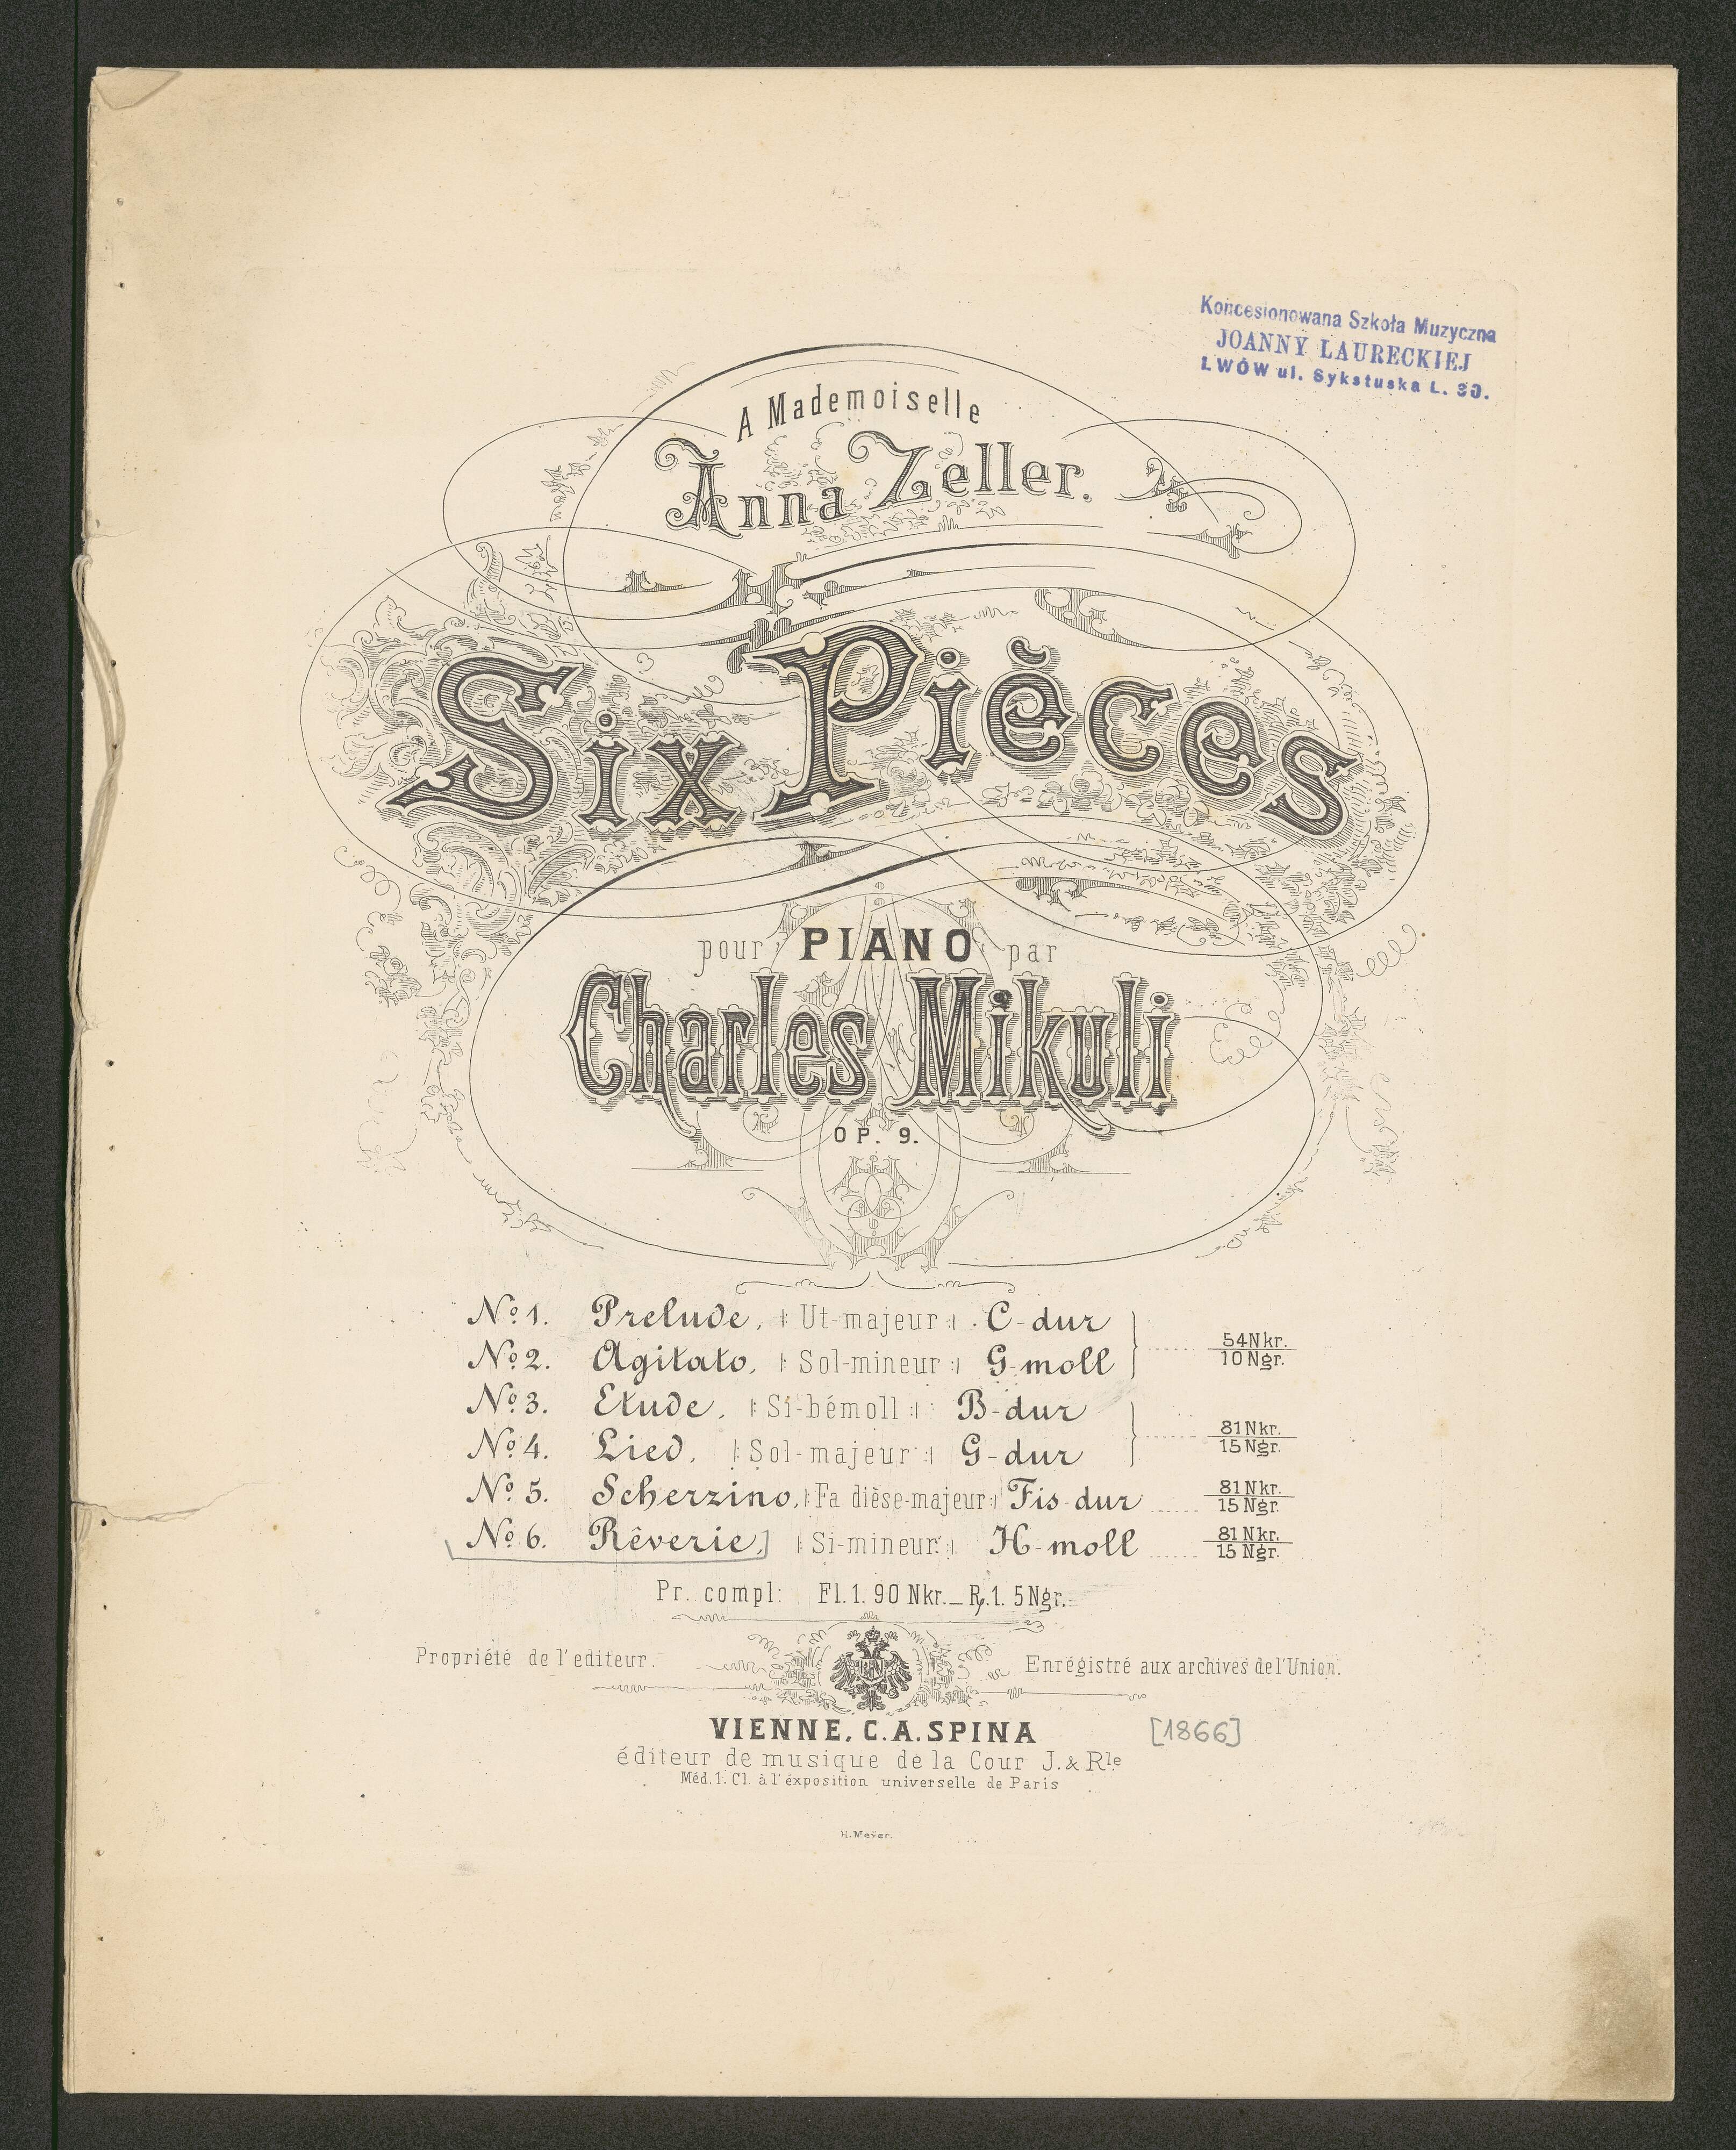 Koncesionowana Szkoła Muzyczna
JOANNY LAURECKIEJ
LWÓW ul. Sykstuska L. 30.
A Mademoiselle
Anna Zeller.
Six Pièces
pour PIANO par
Charles Mikuli
OP. 9.
No. 1. Prelude. |: Ut-majeur :| C-dur
No. 2. Agitato. |: Sol-mineur :| G-moll
54 Nkr.
10 Ngr.
No. 3. Etude. |: Si-bémoll :| B-dur
No. 4. Lied. |: Sol-majeur :| G-dur
81 Nkr.
15 Ngr.
No. 5. Scherzino. |: Fa dièse-majeur :| Fis-dur
81 Nkr.
15 Ngr.
No. 6. Rêverie.] |: Si-mineur :| H-moll
81 Nkr.
15 Ngr.
Pr. compl: Fl. 1. 90 Nkr. _ R. 1. 5 Ngr.
Propriété de l'editeur.
Enrégistré aux archives de l'Union.
VIENNE, C. A. SPINA
[1866]
éditeur de musique de la Cour J. & Rle
Méd. 1. Cl. à l'éxposition universelle de Paris
H. Meyer.